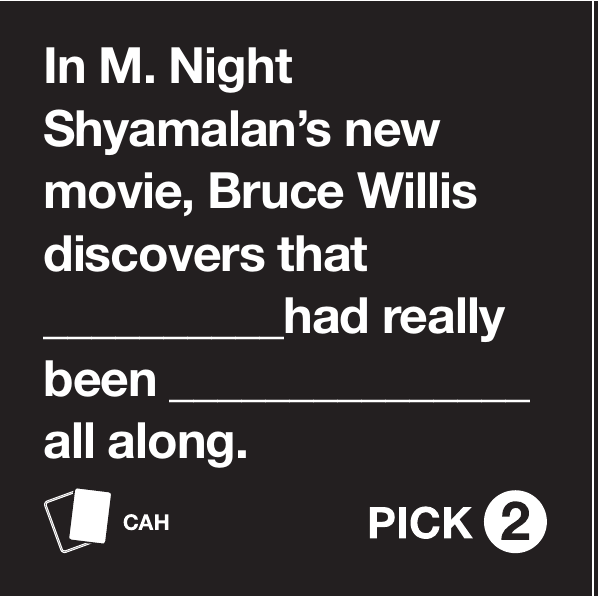 In M. Night
Shyamalan’s new
movie, Bruce Willis
discovers that
__________had really
been _______________
all along.
CAH PICK 2